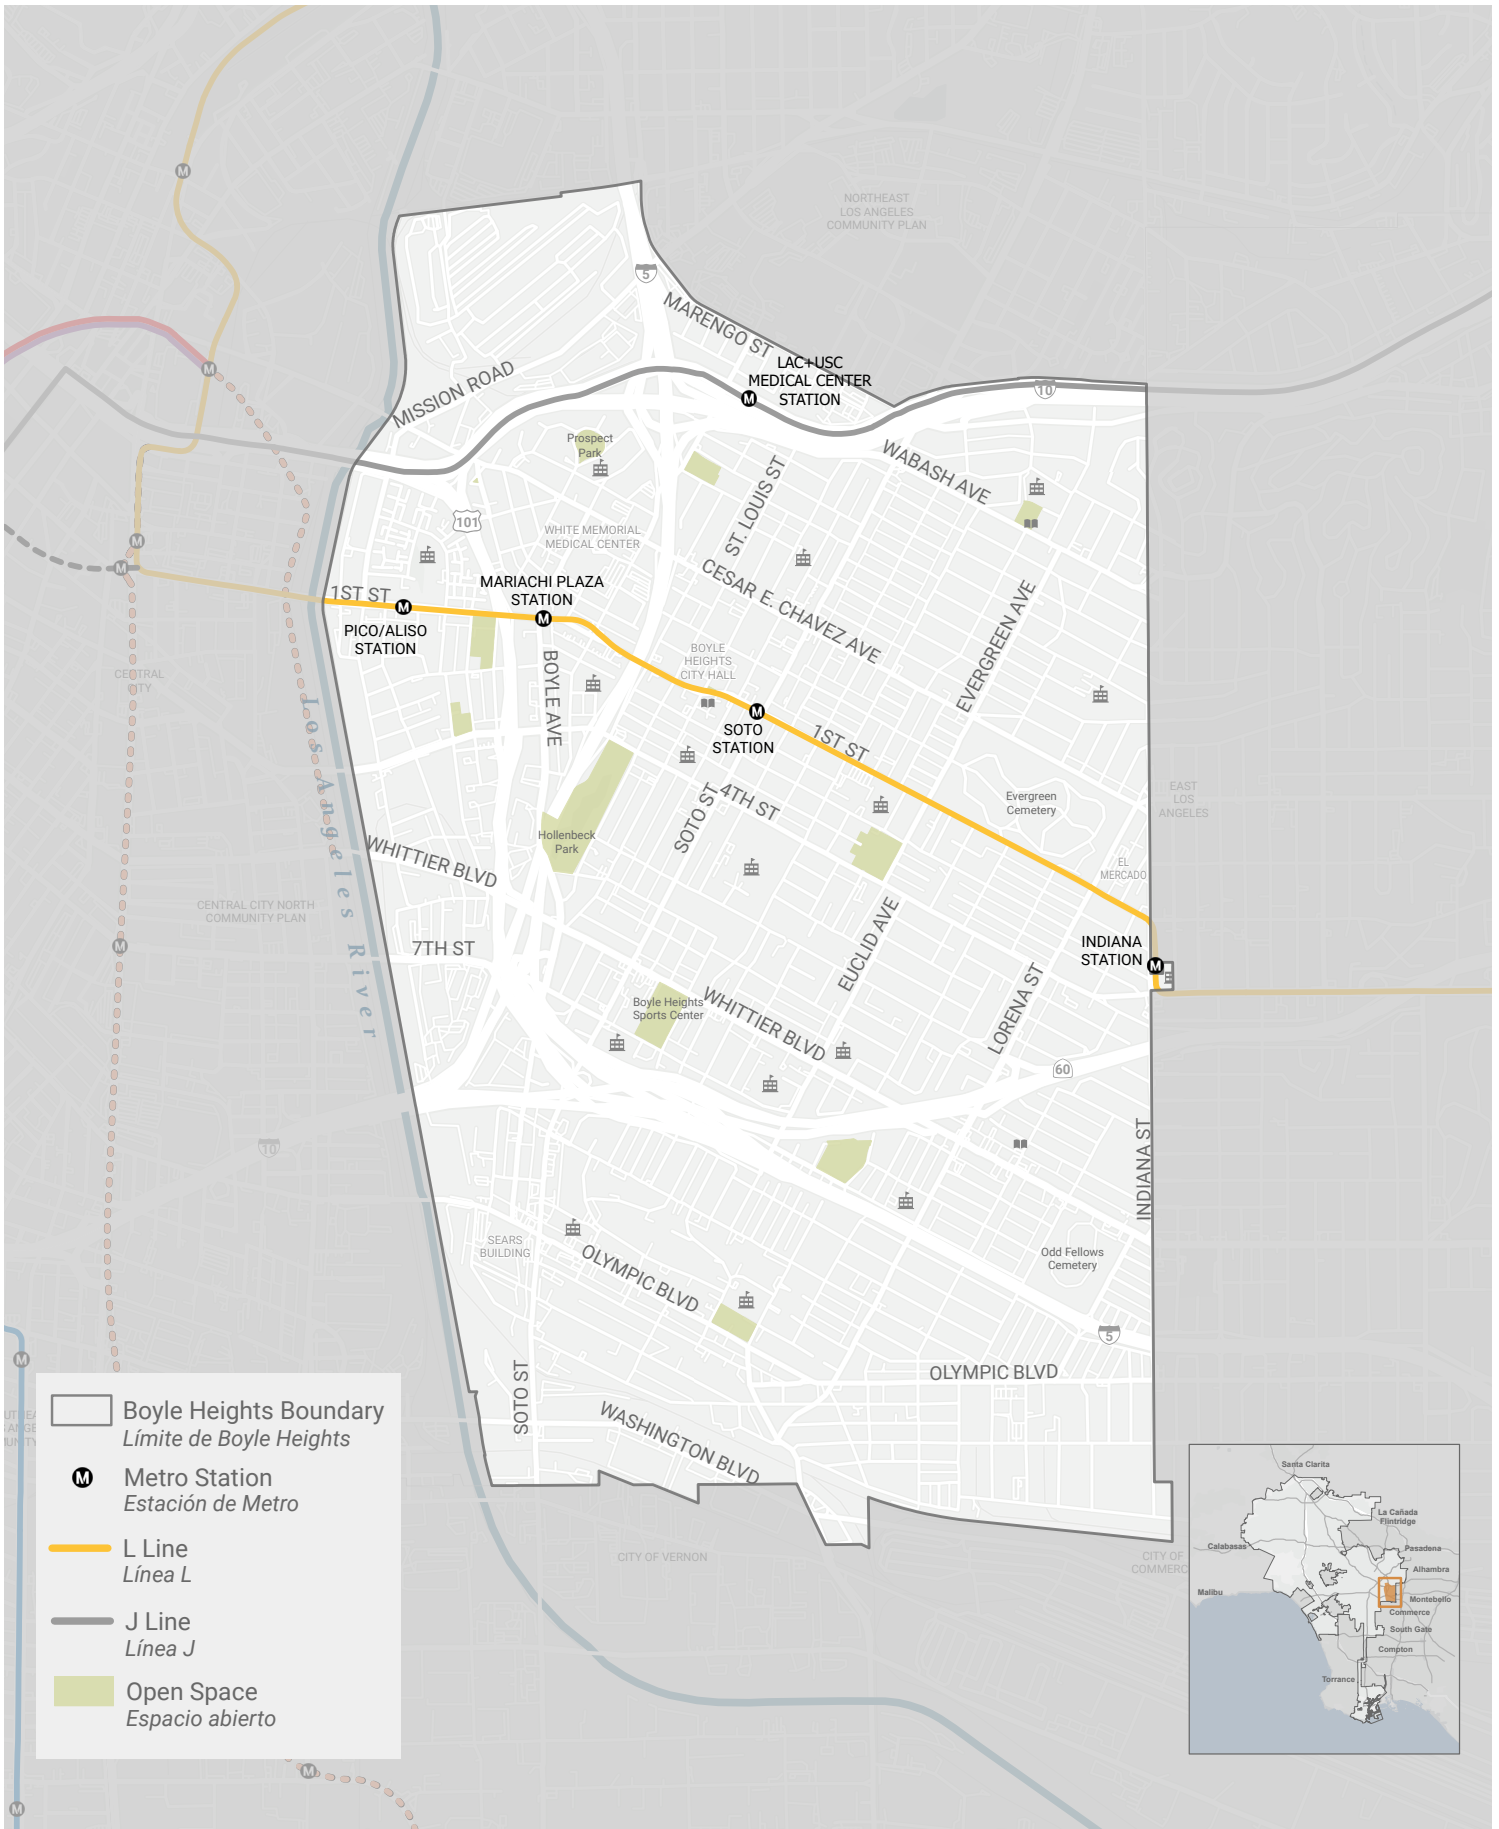 NORTHEAST
LOS ANGELES
COMMUNITY PLAN
5
MARENGO ST
LAC+USC
MEDICAL CENTER
STATION
M
10
MISSION ROAD
Prospect
Park
WABASH AVE
ST. LOUIS ST
101
WHITE MEMORIAL
MEDICAL CENTER
CESAR E. CHAVEZ AVE
MARIACHI PLAZA
STATION
1ST ST
PICO/ALISO
STATION
EVERGREEN AVE
BOYLE
HEIGHTS
CITY HALL
BOYLE AVE
CENTRAL
CITY
Los Angeles River
SOTO
STATION
1ST ST
4TH ST
SOTO ST
Evergreen
Cemetery
EAST
LOS
ANGELES
Hollenbeck
Park
WHITTIER BLVD
EL
MERCADO
CENTRAL CITY NORTH
COMMUNITY PLAN
EUCLID AVE
7TH ST
INDIANA
STATION
Boyle Heights
Sports Center
WHITTIER BLVD
LORENA ST
60
10
INDIANA ST
SEARS
BUILDING
OLYMPIC BLVD
Odd Fellows
Cemetery
5
OLYMPIC BLVD
SOTO ST
WASHINGTON BLVD
CITY OF VERNON
CITY OF
COMMERC
Boyle Heights Boundary
Límite de Boyle Heights
M
Metro Station
Estación de Metro
L Line
Línea L
J Line
Línea J
Open Space
Espacio abierto
Santa Clarita
La Cañada
Flintridge
Calabasas
Pasadena
Alhambra
Malibu
Montebello
Commerce
South Gate
Compton
Torrance